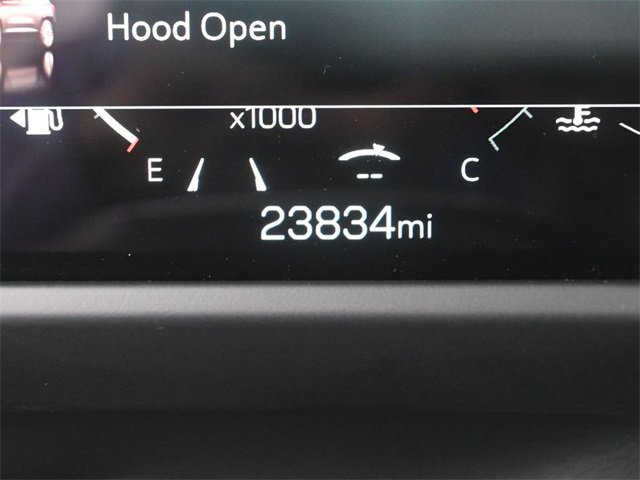 Hood Open
x1000
E C
--
23834mi